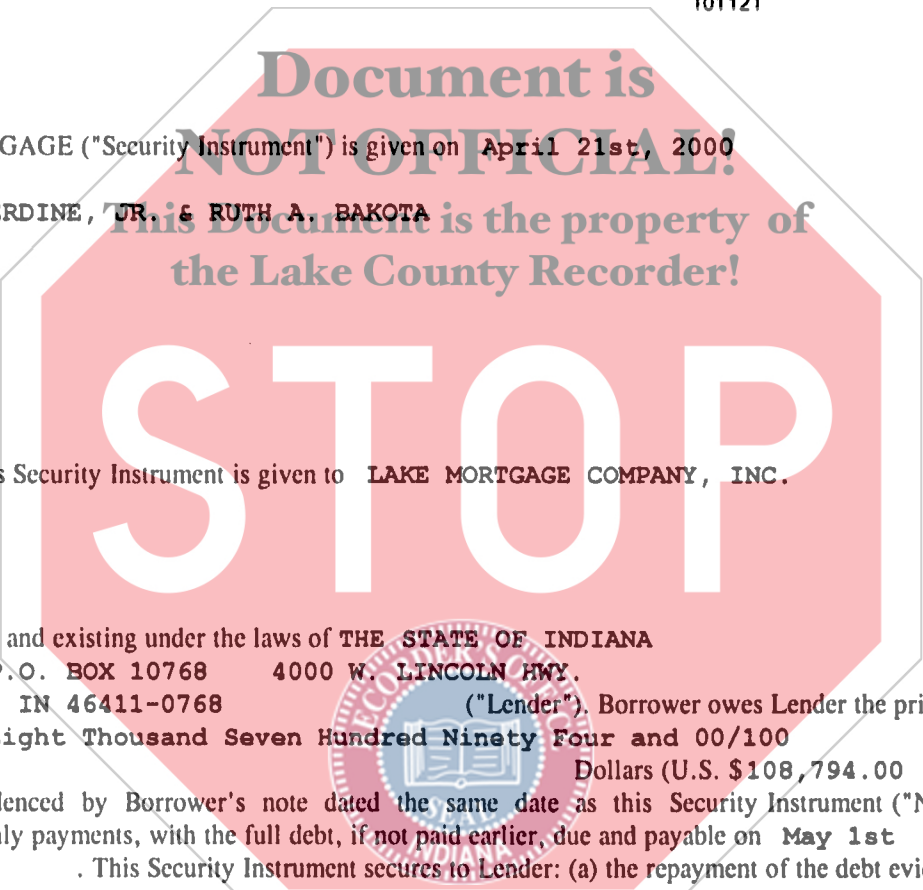 101121
Document is
NOT OFFICIAL!
GAGE ("Security Instrument") is given on April 21st, 2000
RDINE, JR. & RUTH A. BAKOTA
This Document is the property of
the Lake County Recorder!
STOP
s Security Instrument is given to LAKE MORTGAGE COMPANY, INC.
and existing under the laws of THE STATE OF INDIANA
P.O. BOX 10768 4000 W. LINCOLN HWY.
IN 46411-0768 ("Lender"). Borrower owes Lender the pri
ight Thousand Seven Hundred Ninety Four and 00/100
Dollars (U.S. $108,794.00
denced by Borrower's note dated the same date as this Security Instrument ("N
ly payments, with the full debt, if not paid earlier, due and payable on May 1st
. This Security Instrument secures to Lender: (a) the repayment of the debt evi
RECORDER'S OFFICE
SEAL
INDIANA